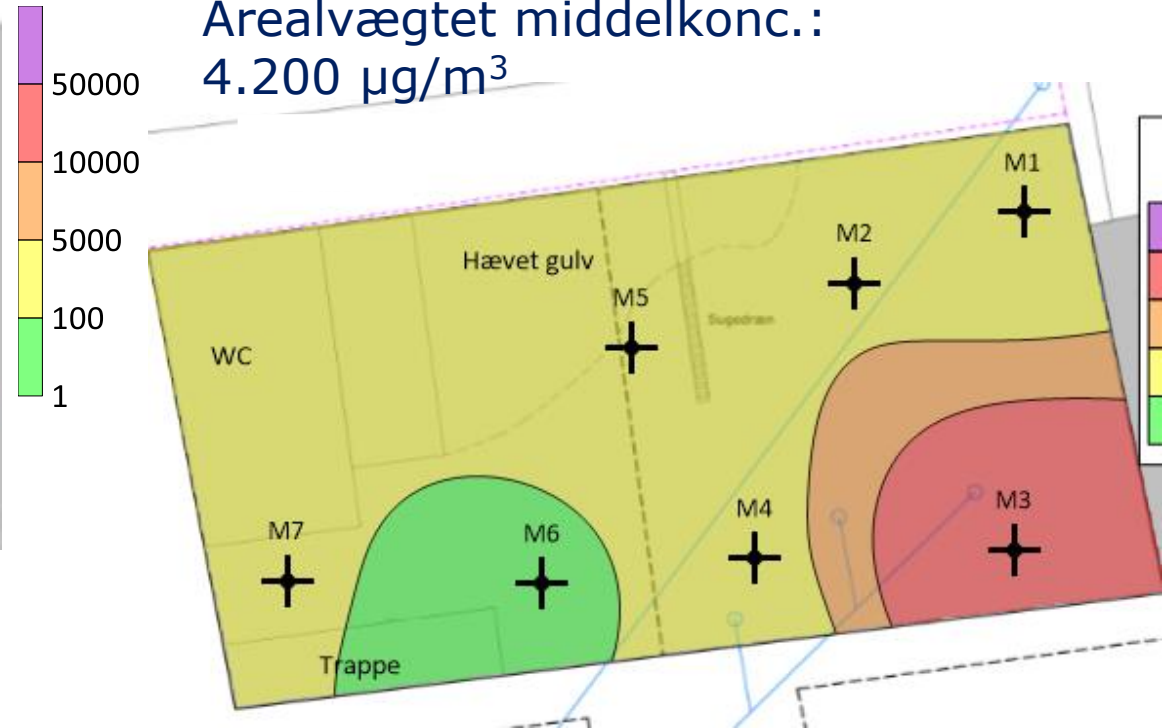 Arealvægtet middelkonc.:
4.200 µg/m³
50000
10000
5000
100
1
M1
M2
Hævet gulv
M5
Sugedræn
WC
M3
M4
M7
M6
Trappe